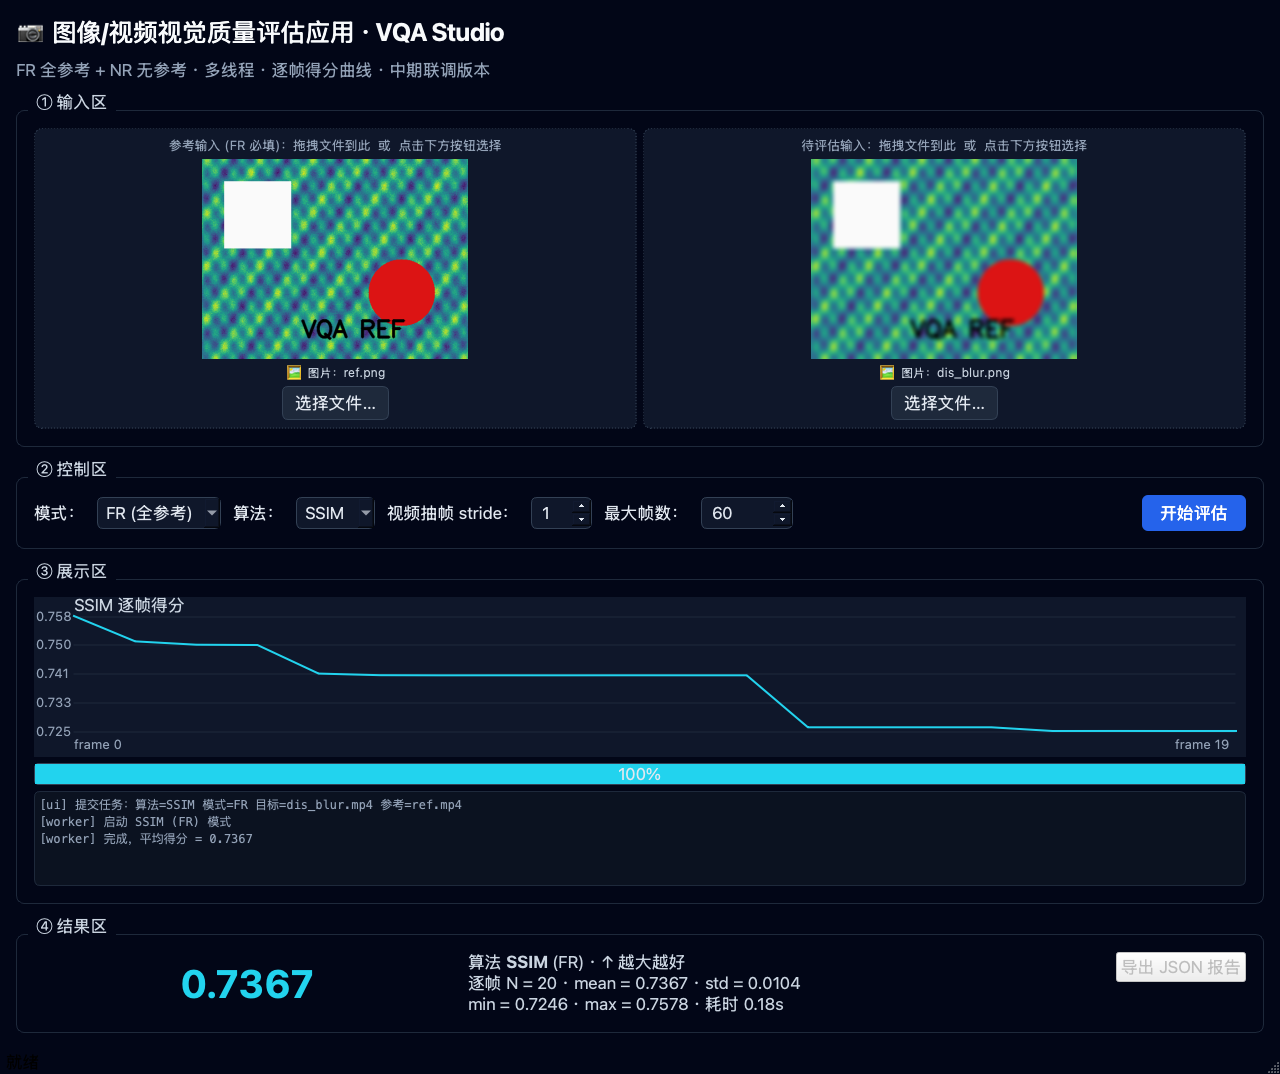 图像/视频视觉质量评估应用 · VQA Studio
FR 全参考 + NR 无参考 · 多线程 · 逐帧得分曲线 · 中期联调版本
① 输入区
参考输入 (FR 必填)：拖拽文件到此 或 点击下方按钮选择
VQA REF
图片：ref.png
选择文件...
待评估输入：拖拽文件到此 或 点击下方按钮选择
VQA REF
图片：dis_blur.png
选择文件...
② 控制区
模式： FR (全参考) 算法： SSIM 视频抽帧 stride： 1 最大帧数： 60 开始评估
③ 展示区
SSIM 逐帧得分
0.758
0.750
0.741
0.733
0.725
frame 0 frame 19
100%
[ui] 提交任务：算法=SSIM 模式=FR 目标=dis_blur.mp4 参考=ref.mp4
[worker] 启动 SSIM (FR) 模式
[worker] 完成，平均得分 = 0.7367
④ 结果区
0.7367
算法 SSIM (FR) · ↑ 越大越好
逐帧 N = 20 · mean = 0.7367 · std = 0.0104
min = 0.7246 · max = 0.7578 · 耗时 0.18s
导出 JSON 报告